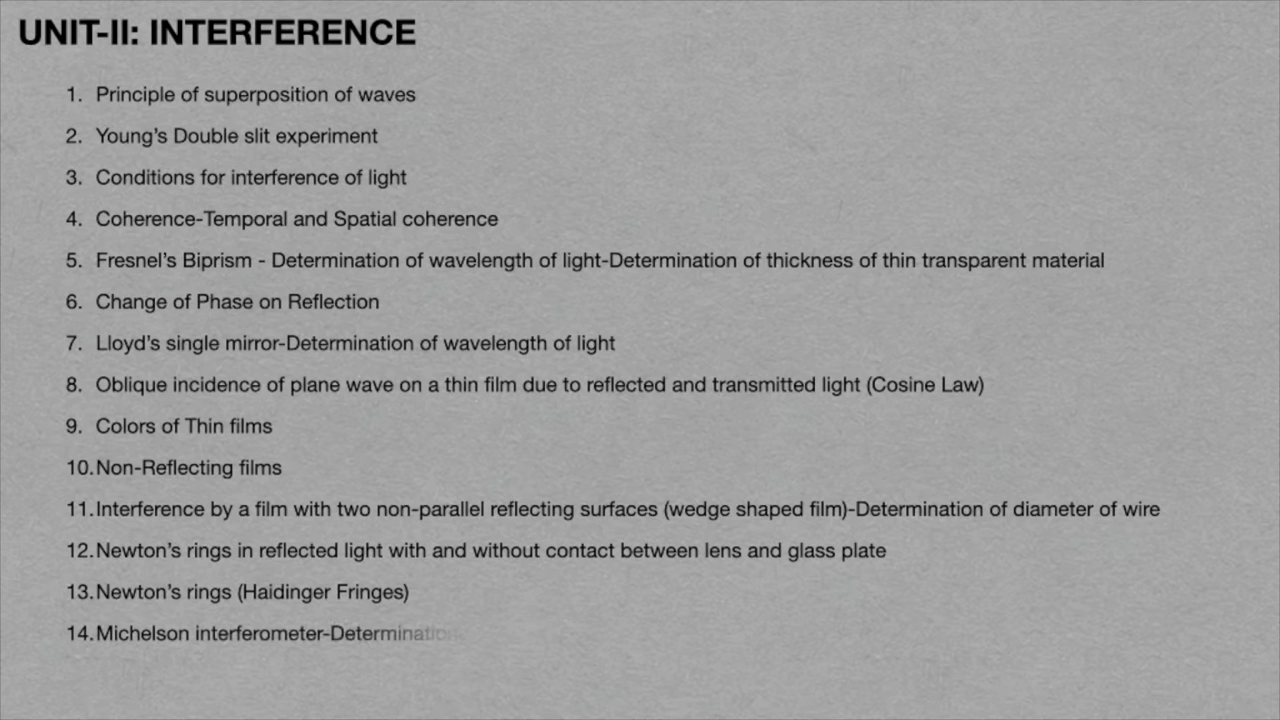 UNIT-II: INTERFERENCE
1. Principle of superposition of waves
2. Young's Double slit experiment
3. Conditions for interference of light
4. Coherence-Temporal and Spatial coherence
5. Fresnel's Biprism - Determination of wavelength of light-Determination of thickness of thin transparent material
6. Change of Phase on Reflection
7. Lloyd's single mirror-Determination of wavelength of light
8. Oblique incidence of plane wave on a thin film due to reflected and transmitted light (Cosine Law)
9. Colors of Thin films
10. Non-Reflecting films
11. Interference by a film with two non-parallel reflecting surfaces (wedge shaped film)-Determination of diameter of wire
12. Newton's rings in reflected light with and without contact between lens and glass plate
13. Newton's rings (Haidinger Fringes)
14. Michelson interferometer-Determination